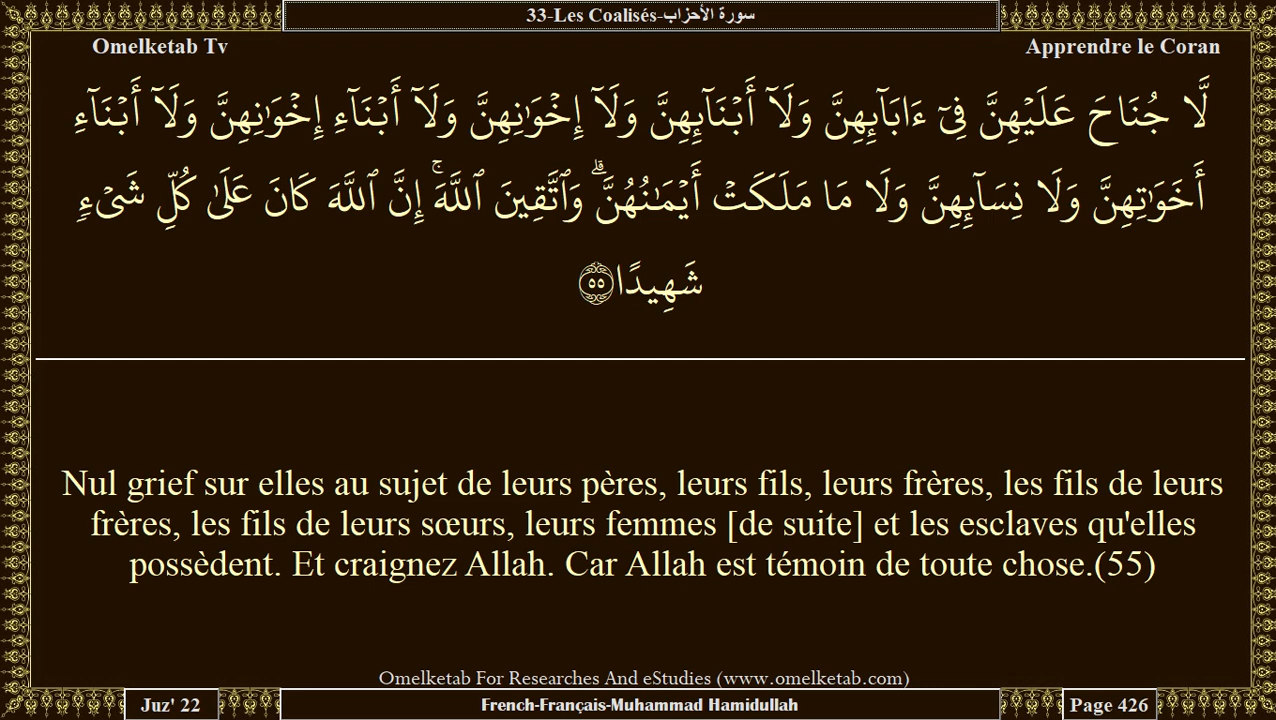 33-Les Coalisés-سورة الأحزاب
Omelketab Tv
Apprendre le Coran
لَّا جُنَاحَ عَلَيْهِنَّ فِىٓ ءَابَآئِهِنَّ وَلَآ أَبْنَآئِهِنَّ وَلَآ إِخْوَٰنِهِنَّ وَلَآ أَبْنَآءِ إِخْوَٰنِهِنَّ وَلَآ أَبْنَآءِ
أَخَوَٰتِهِنَّ وَلَا نِسَآئِهِنَّ وَلَا مَا مَلَكَتْ أَيْمَـٰنُهُنَّ ۗ وَٱتَّقِينَ ٱللَّهَ ۚ إِنَّ ٱللَّهَ كَانَ عَلَىٰ كُلِّ شَىْءٍ
شَهِيدًا ٥٥
Nul grief sur elles au sujet de leurs pères, leurs fils, leurs frères, les fils de leurs
frères, les fils de leurs sœurs, leurs femmes [de suite] et les esclaves qu'elles
possèdent. Et craignez Allah. Car Allah est témoin de toute chose.(55)
Omelketab For Researches And eStudies (www.omelketab.com)
Juz' 22
French-Français-Muhammad Hamidullah
Page 426